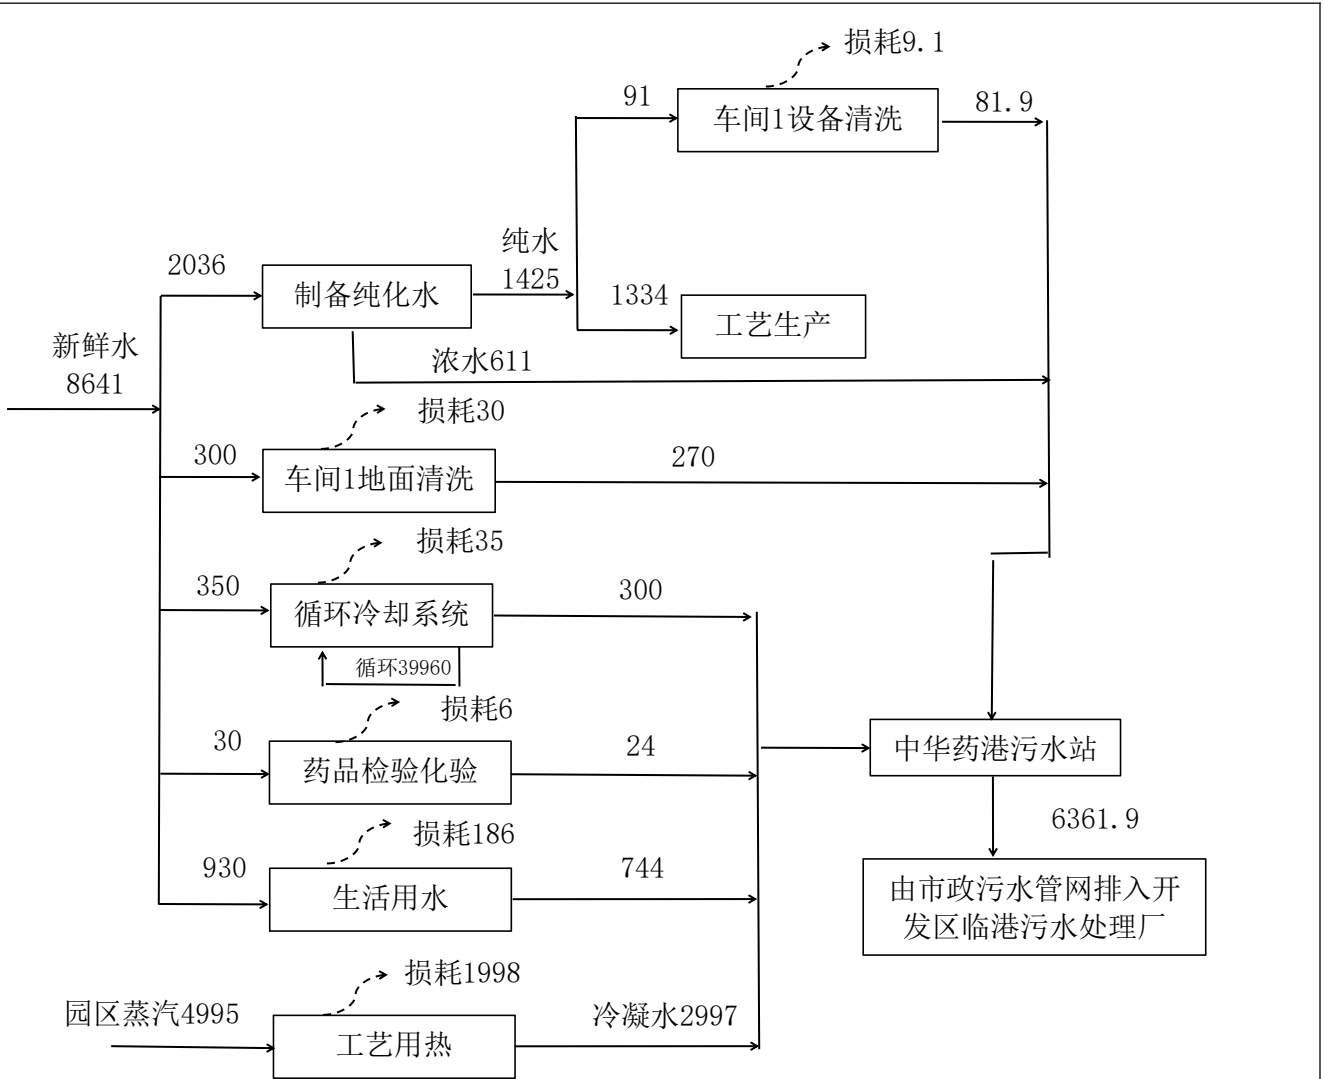 损耗9.1
91
车间1设备清洗
81.9
纯水
1425
2036
制备纯化水
1334
工艺生产
新鲜水
8641
浓水611
损耗30
300
车间1地面清洗
270
损耗35
350
循环冷却系统
300
循环39960
损耗6
30
药品检验化验
24
中华药港污水站
6361.9
损耗186
930
生活用水
744
由市政污水管网排入开
发区临港污水处理厂
损耗1998
园区蒸汽4995
工艺用热
冷凝水2997